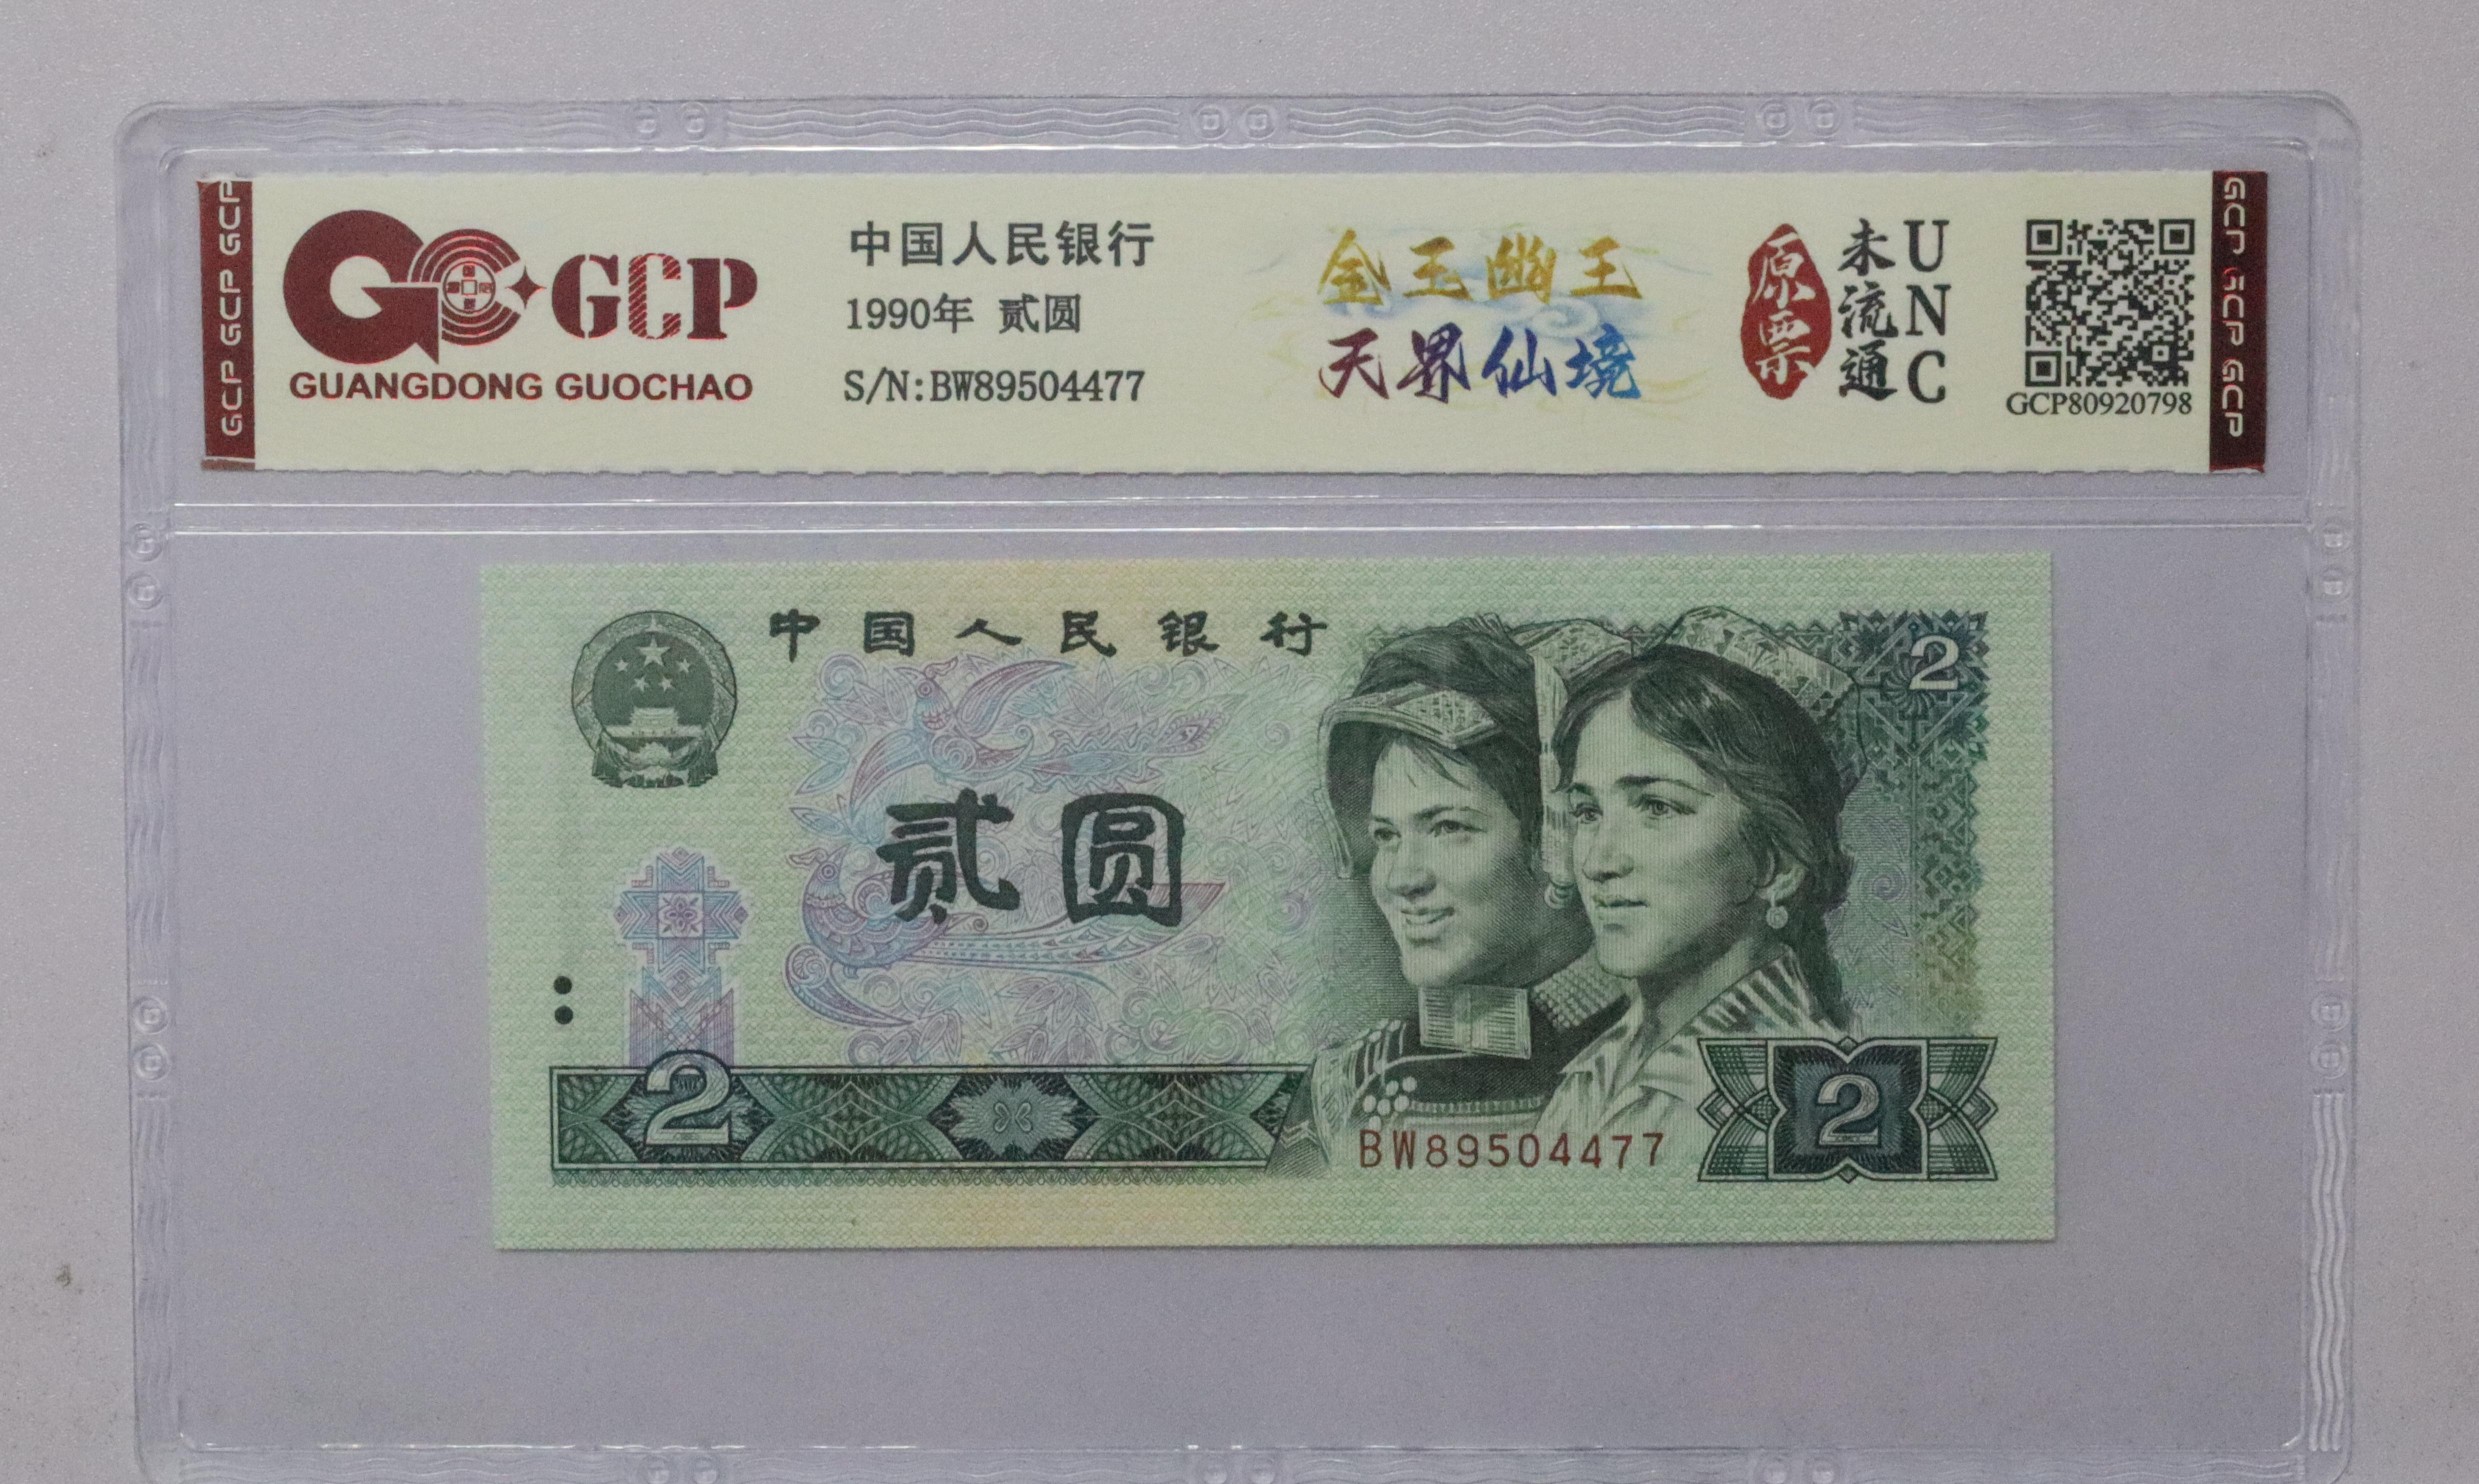 GCP GCP GCP
GCP
GUANGDONG GUOCHAO
中国人民银行
1990年 贰圆
S/N:BW89504477
金玉幽王
天界仙境
原票
未流通
UNC
GCP80920798
GCP GCP GCP
中国人民银行
2
贰圆
2
BW89504477
2